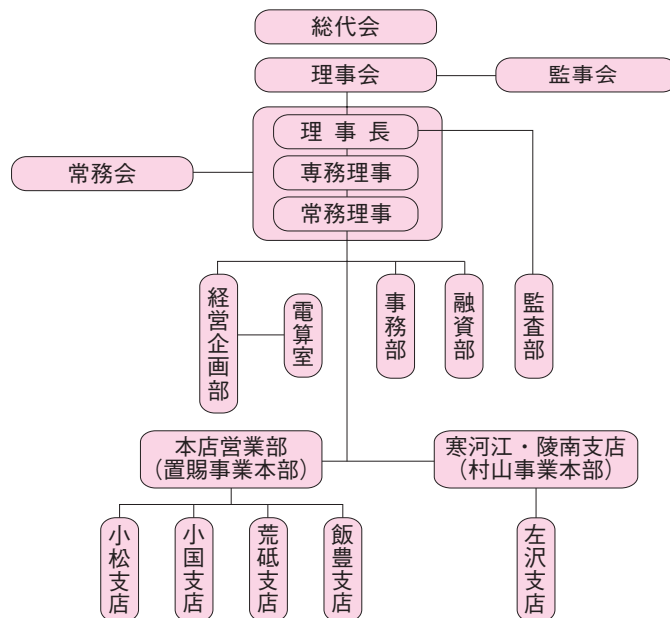 総代会
理事会
監事会
理事長
専務理事
常務理事
常務会
経営企画部
電算室
事務部
融資部
監査部
本店営業部
（置賜事業本部）
寒河江・陵南支店
（村山事業本部）
小松支店
小国支店
荒砥支店
飯豊支店
左沢支店